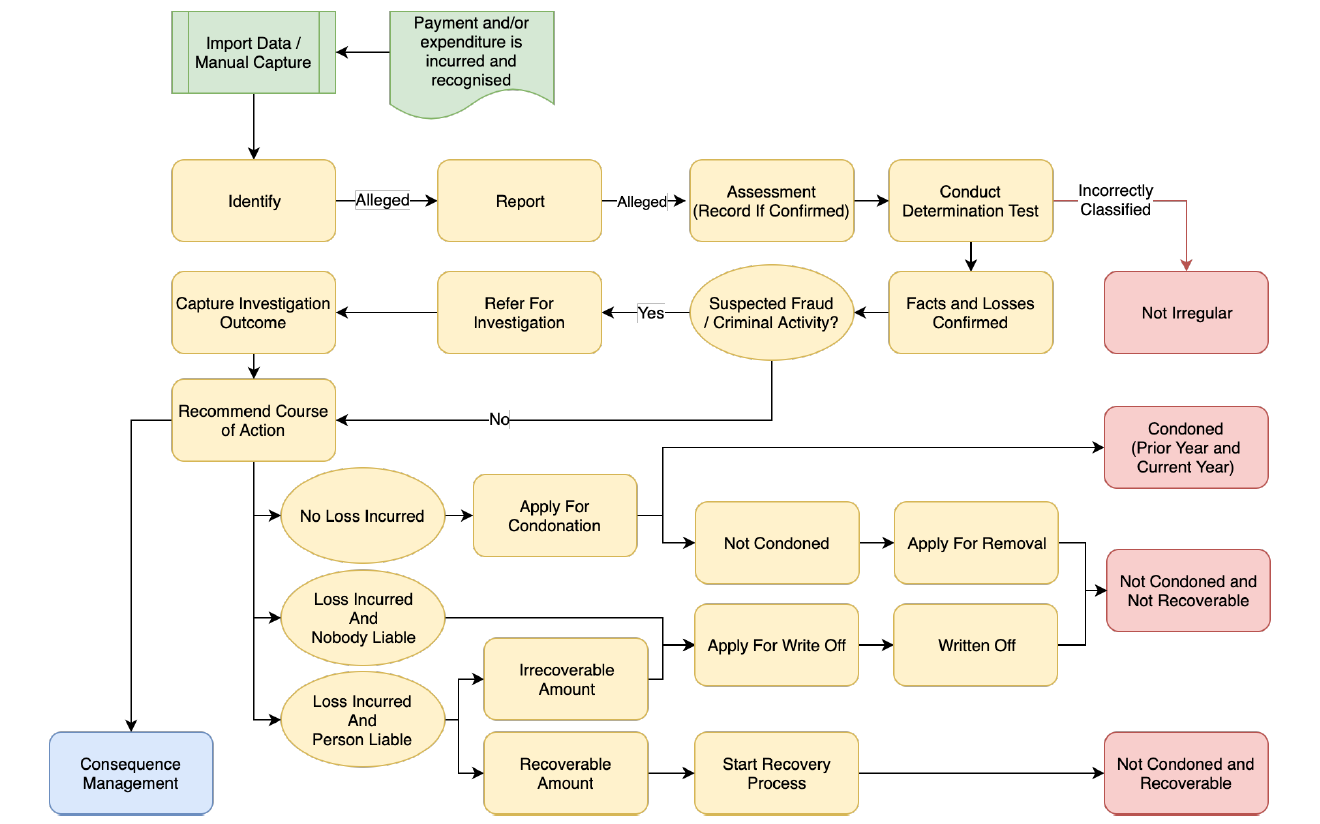 Import Data /
Manual Capture
Payment and/or
expenditure is
incurred and
recognised
Identify
Alleged
Report
Alleged
Assessment
(Record If Confirmed)
Conduct
Determination Test
Incorrectly
Classified
Capture Investigation
Outcome
Refer For
Investigation
Yes
Suspected Fraud
/ Criminal Activity?
Facts and Losses
Confirmed
Not Irregular
Recommend Course
of Action
No
Condoned
(Prior Year and
Current Year)
No Loss Incurred
Apply For
Condonation
Not Condoned
Apply For Removal
Not Condoned and
Not Recoverable
Loss Incurred
And
Nobody Liable
Apply For Write Off
Written Off
Irrecoverable
Amount
Loss Incurred
And
Person Liable
Consequence
Management
Recoverable
Amount
Start Recovery
Process
Not Condoned and
Recoverable